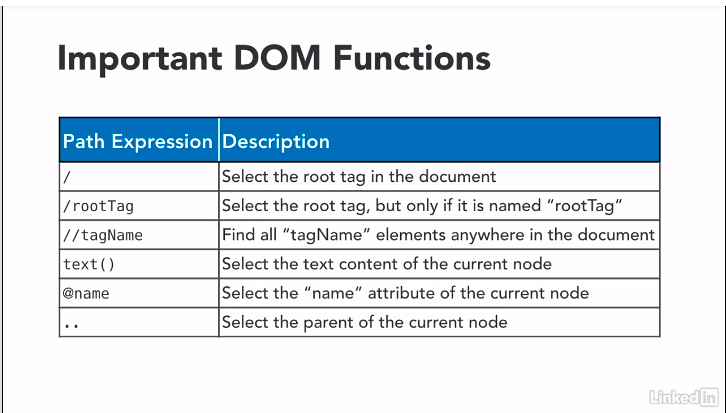 Important DOM Functions
Path Expression Description
/ Select the root tag in the document
/rootTag Select the root tag, but only if it is named “rootTag”
//tagName Find all “tagName” elements anywhere in the document
text() Select the text content of the current node
@name Select the “name” attribute of the current node
.. Select the parent of the current node
LinkedIn